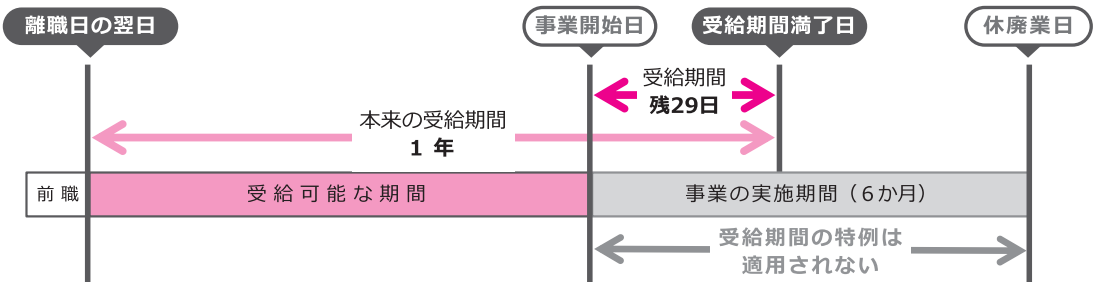 離職日の翌日
事業開始日
受給期間満了日
休廃業日
受給期間
残29日
本来の受給期間
1 年
前職
受給可能な期間
事業の実施期間（6か月）
受給期間の特例は
適用されない